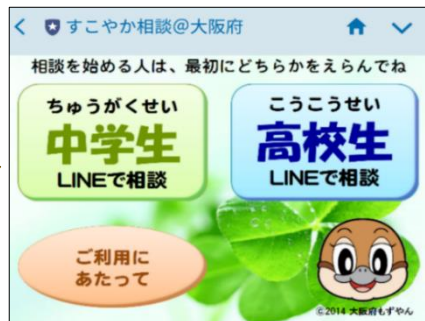 すこやか相談@大阪府
相談を始める人は、最初にどちらかをえらんでね
ちゅうがくせい
中学生
LINEで相談
こうこうせい
高校生
LINEで相談
ご利用に
あたって
©2014 大阪府もずやん